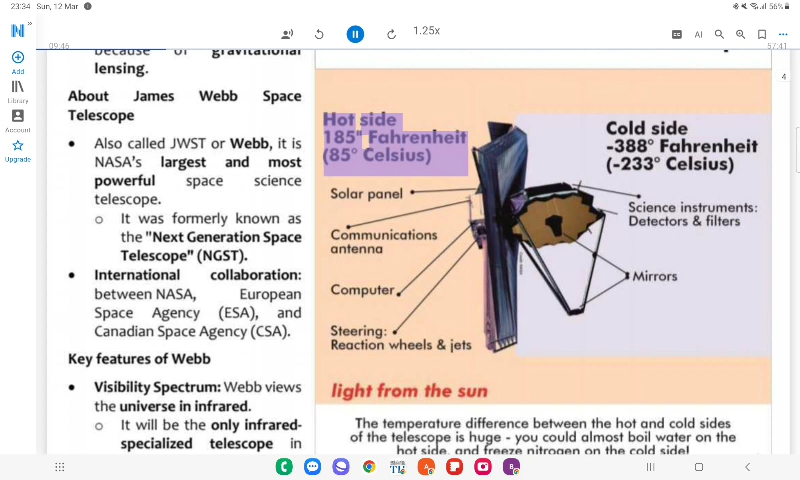 23:34 Sun, 12 Mar
56%
1.25x
AI
09:46
57:41
Add
Library
Account
Upgrade
because of gravitational
lensing.
About James Webb Space
Telescope
Also called JWST or Webb, it is
NASA's largest and most
powerful space science
telescope.
It was formerly known as
the "Next Generation Space
Telescope" (NGST).
International collaboration:
between NASA, European
Space Agency (ESA), and
Canadian Space Agency (CSA).
Key features of Webb
Visibility Spectrum: Webb views
the universe in infrared.
It will be the only infrared-
specialized telescope in
4
Hot side
185° Fahrenheit
(85° Celsius)
Solar panel
Communications
antenna
Computer
Steering:
Reaction wheels & jets
Cold side
-388° Fahrenheit
(-233° Celsius)
Science instruments:
Detectors & filters
Mirrors
light from the sun
The temperature difference between the hot and cold sides
of the telescope is huge - you could almost boil water on the
hot side, and freeze nitrogen on the cold side!